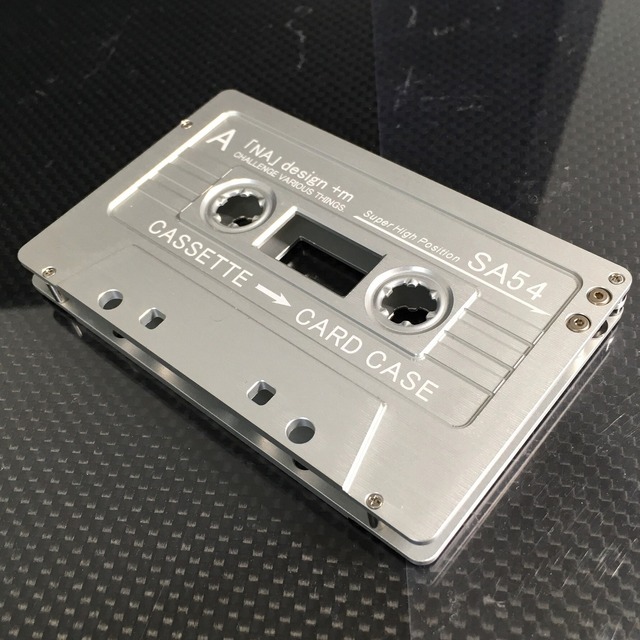 A
「NA」design +m
CHALLENGE VARIOUS THINGS
Super High Position
SA54
CASSETTE → CARD CASE